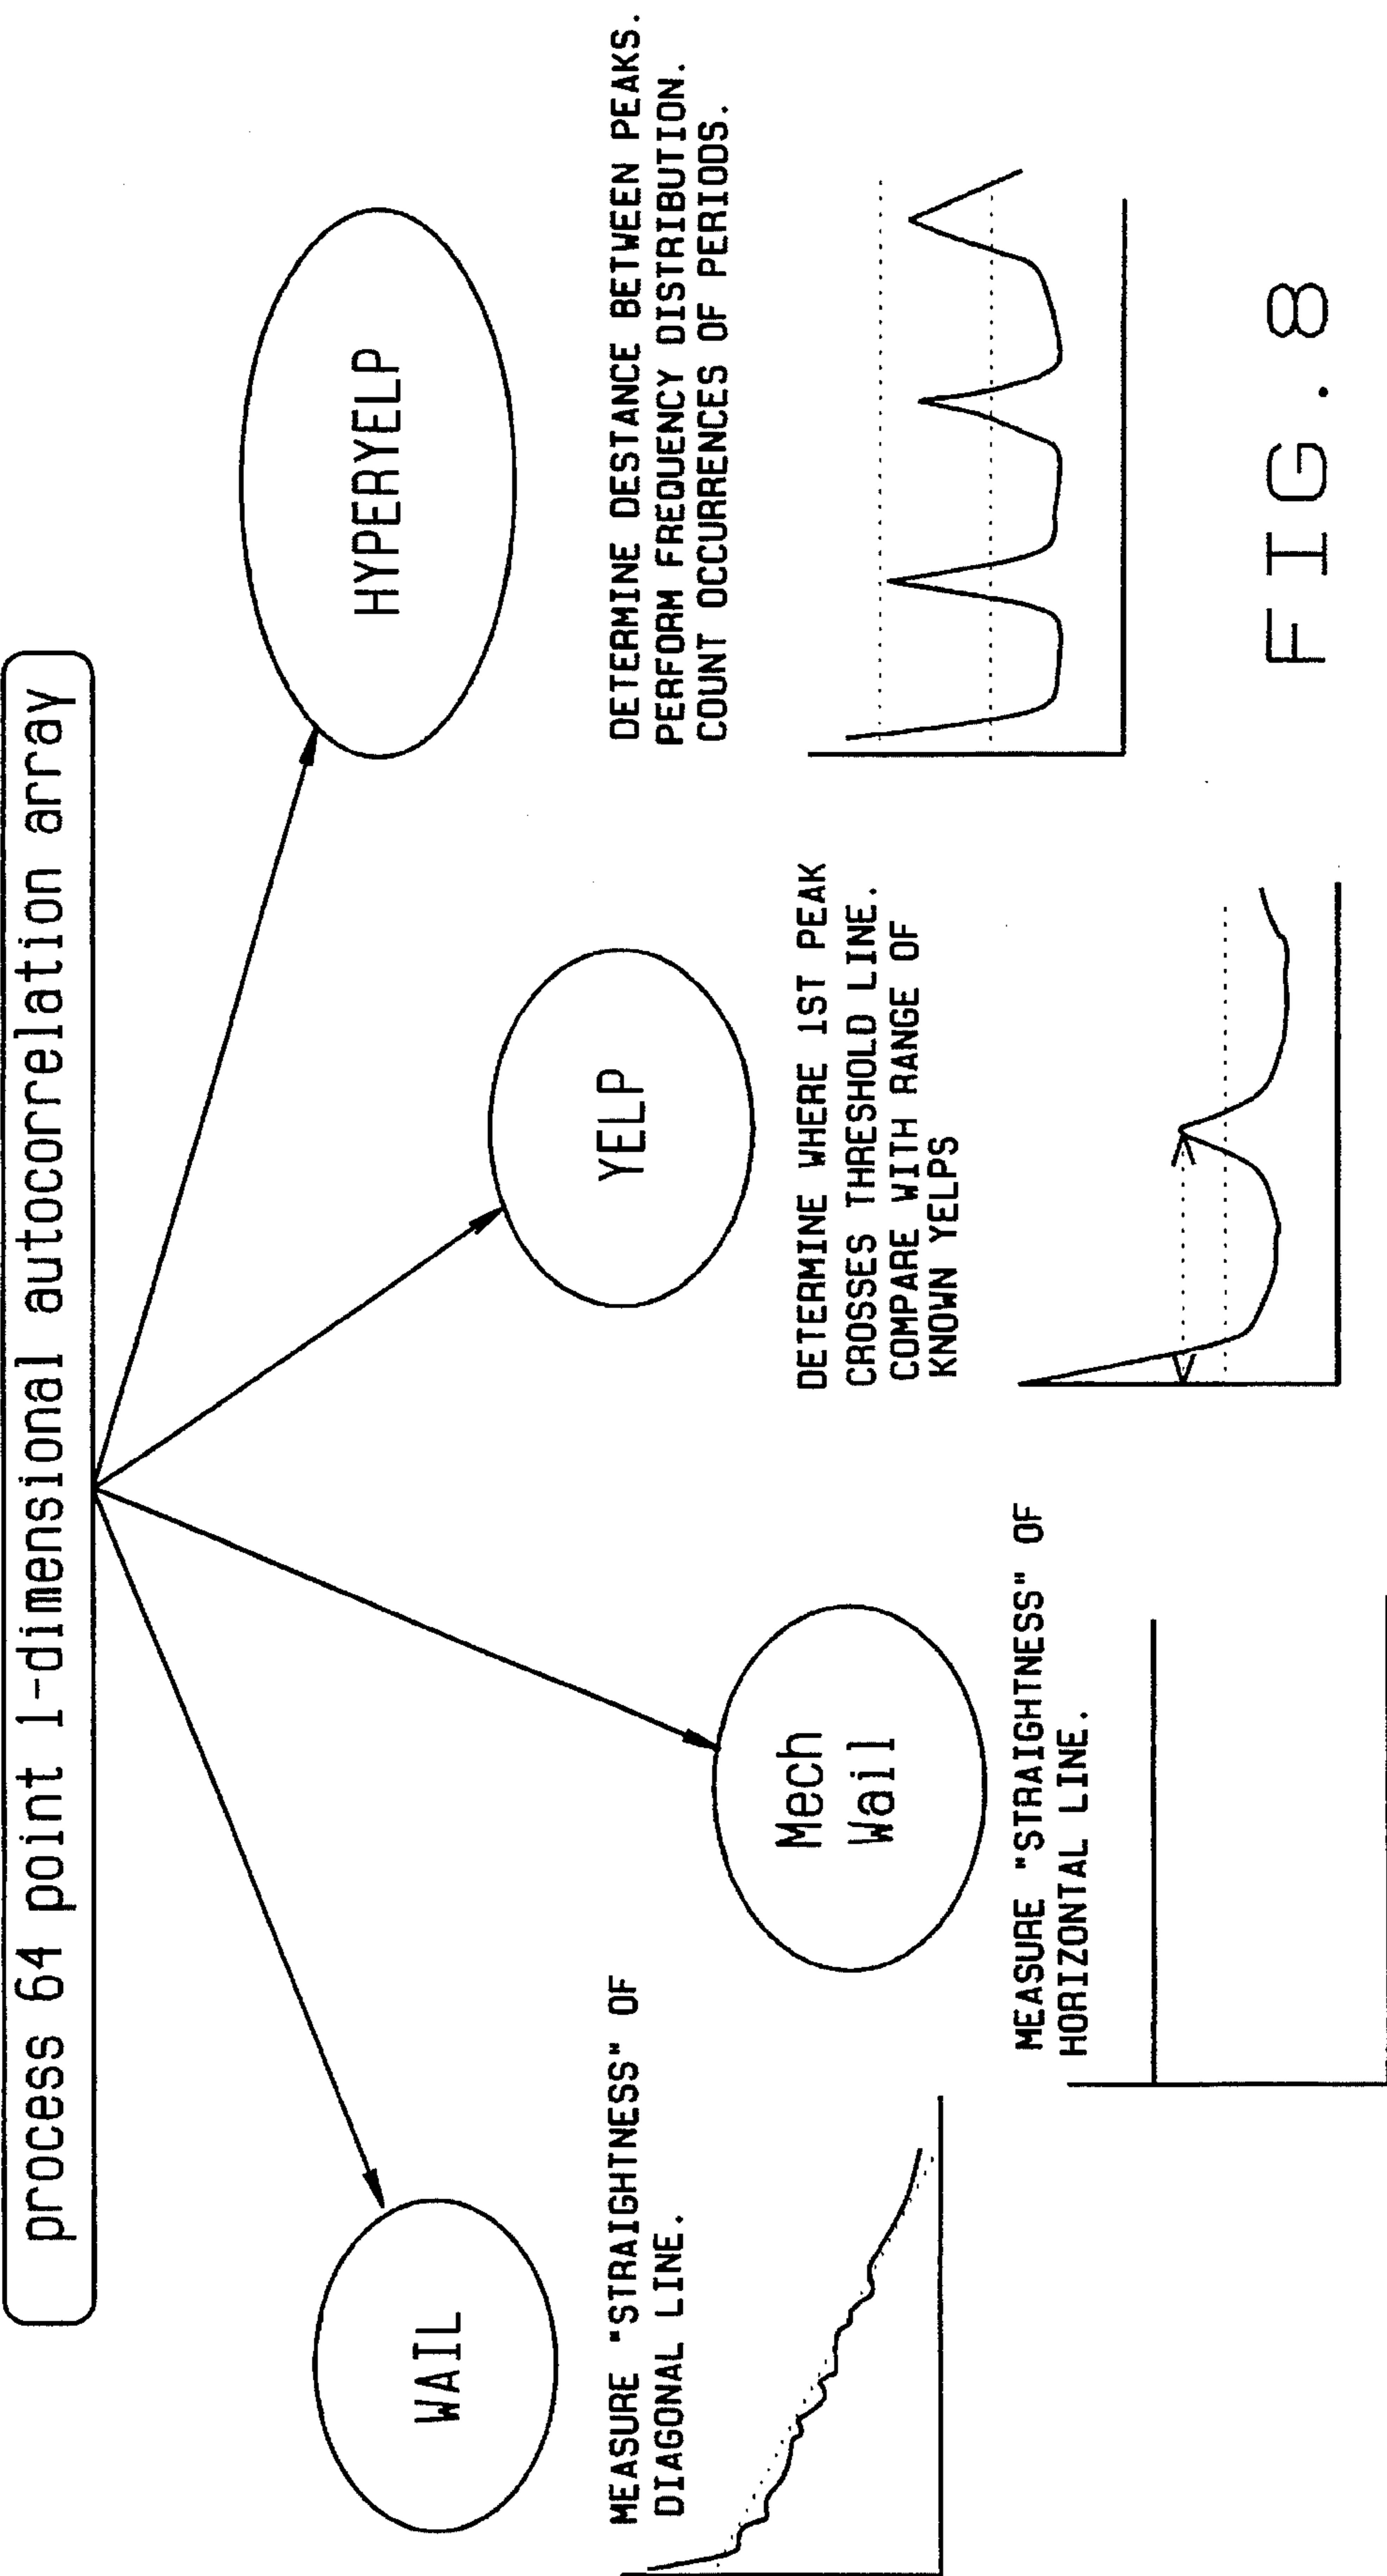 process 64 point 1-dimensional autocorrelation array
WAIL
MEASURE "STRAIGHTNESS" OF
DIAGONAL LINE.
Mech
Wail
MEASURE "STRAIGHTNESS" OF
HORIZONTAL LINE.
YELP
DETERMINE WHERE 1ST PEAK
CROSSES THRESHOLD LINE.
COMPARE WITH RANGE OF
KNOWN YELPS
HYPERYELP
DETERMINE DESTANCE BETWEEN PEAKS.
PERFORM FREQUENCY DISTRIBUTION.
COUNT OCCURRENCES OF PERIODS.
FIG. 8